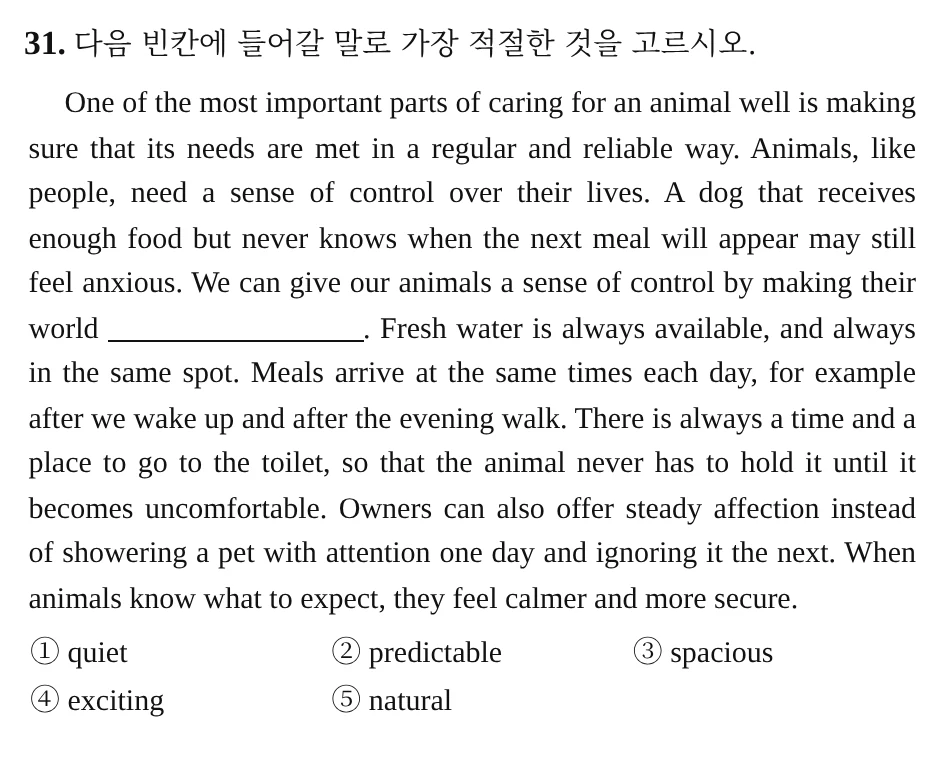 31. 다음 빈칸에 들어갈 말로 가장 적절한 것을 고르시오.
One of the most important parts of caring for an animal well is making
sure that its needs are met in a regular and reliable way. Animals, like
people, need a sense of control over their lives. A dog that receives
enough food but never knows when the next meal will appear may still
feel anxious. We can give our animals a sense of control by making their
world ____________. Fresh water is always available, and always
in the same spot. Meals arrive at the same times each day, for example
after we wake up and after the evening walk. There is always a time and a
place to go to the toilet, so that the animal never has to hold it until it
becomes uncomfortable. Owners can also offer steady affection instead
of showering a pet with attention one day and ignoring it the next. When
animals know what to expect, they feel calmer and more secure.
① quiet ② predictable ③ spacious
④ exciting ⑤ natural